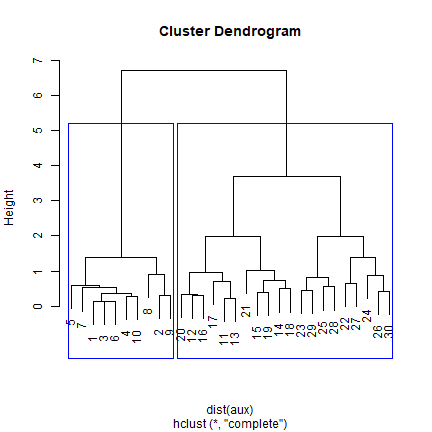 Cluster Dendrogram
Height
0 1 2 3 4 5 6 7
5 7 1 3 6 4 10 8 2 9 20 12 16 17 11 13 21 15 19 14 18 23 29 25 28 22 27 24 26 30
dist(aux)
hclust (*, "complete")